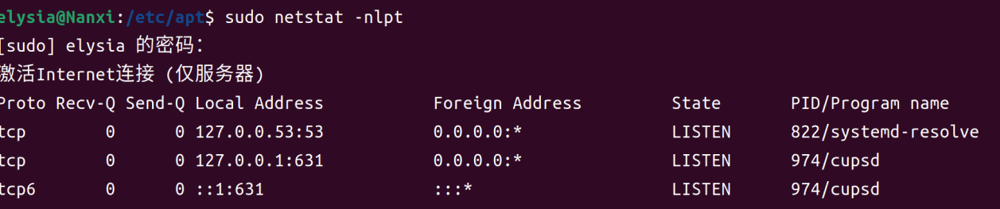 elysia@Nanxi:/etc/apt$ sudo netstat -nlpt
[sudo] elysia 的密码：
激活Internet连接 (仅服务器)
Proto Recv-Q Send-Q Local Address           Foreign Address         State       PID/Program name
tcp        0      0 127.0.0.53:53           0.0.0.0:*               LISTEN      822/systemd-resolve
tcp        0      0 127.0.0.1:631           0.0.0.0:*               LISTEN      974/cupsd
tcp6       0      0 ::1:631                 :::*                    LISTEN      974/cupsd